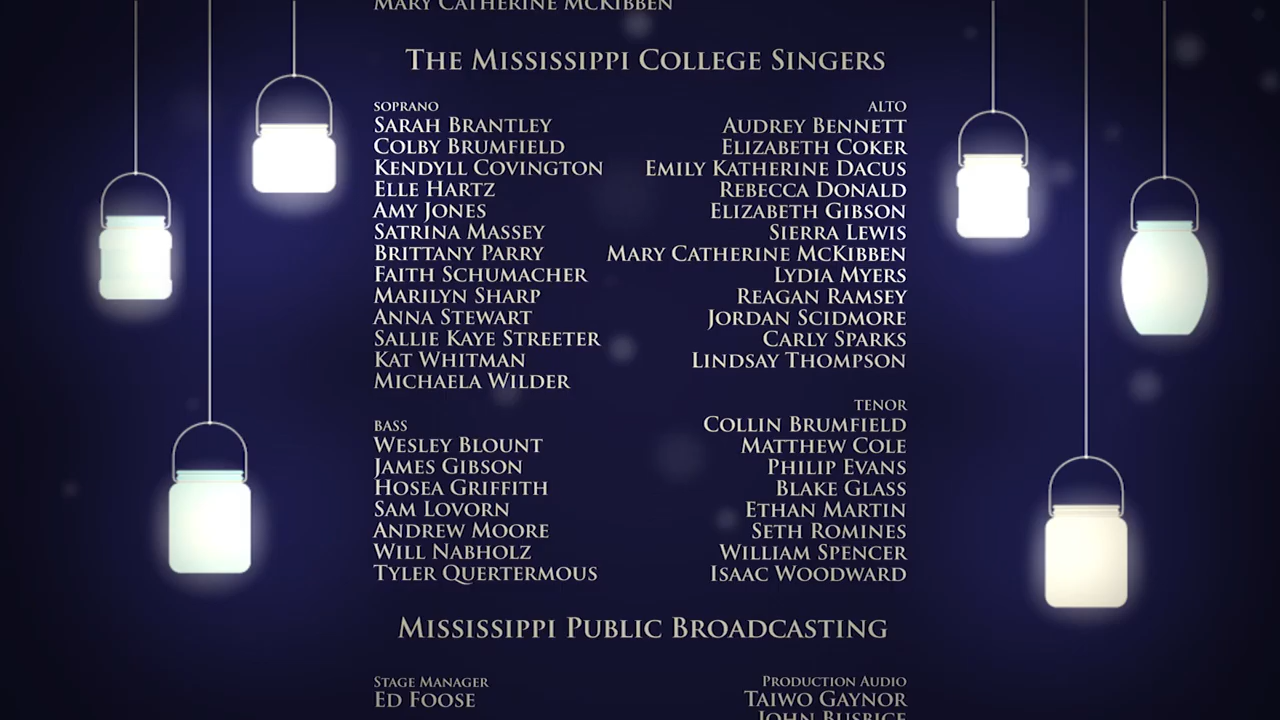 MARY CATHERINE MCKIBBEN
THE MISSISSIPPI COLLEGE SINGERS
SOPRANO
SARAH BRANTLEY
COLBY BRUMFIELD
KENDYLL COVINGTON
ELLE HARTZ
AMY JONES
SATRINA MASSEY
BRITTANY PARRY
FAITH SCHUMACHER
MARILYN SHARP
ANNA STEWART
SALLIE KAYE STREETER
KAT WHITMAN
MICHAELA WILDER
ALTO
AUDREY BENNETT
ELIZABETH COKER
EMILY KATHERINE DACUS
REBECCA DONALD
ELIZABETH GIBSON
SIERRA LEWIS
MARY CATHERINE MCKIBBEN
LYDIA MYERS
REAGAN RAMSEY
JORDAN SCIDMORE
CARLY SPARKS
LINDSAY THOMPSON
BASS
WESLEY BLOUNT
JAMES GIBSON
HOSEA GRIFFITH
SAM LOVORN
ANDREW MOORE
WILL NABHOLZ
TYLER QUERTERMOUS
TENOR
COLLIN BRUMFIELD
MATTHEW COLE
PHILIP EVANS
BLAKE GLASS
ETHAN MARTIN
SETH ROMINES
WILLIAM SPENCER
ISAAC WOODWARD
MISSISSIPPI PUBLIC BROADCASTING
STAGE MANAGER
ED FOOSE
PRODUCTION AUDIO
TAIWO GAYNOR
JOHN